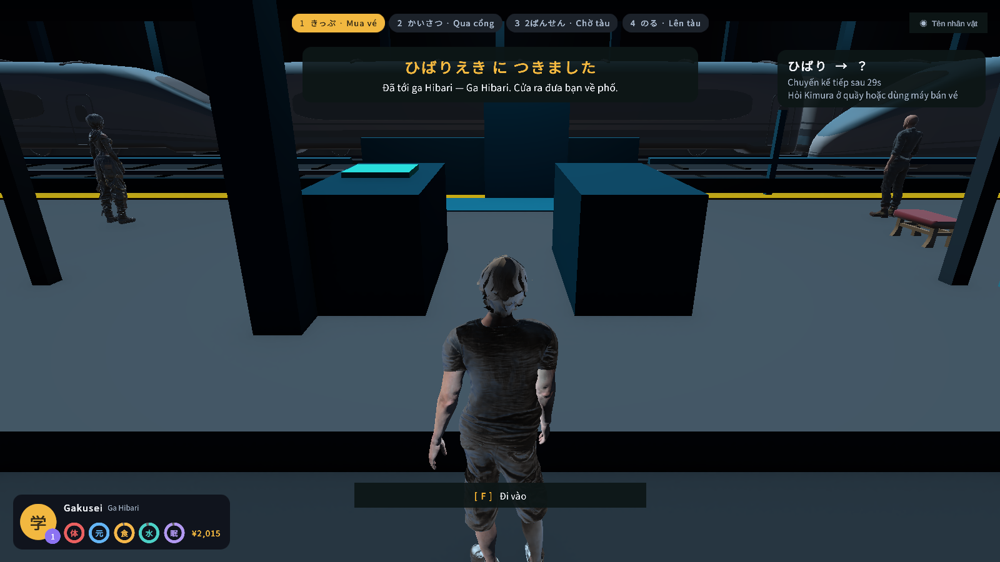 1 きっぷ · Mua vé
2 かいさつ · Qua cổng
3 2ばんせん · Chờ tàu
4 のる · Lên tàu
◉ Tên nhân vật
ひばりえき に つきました
Đã tới ga Hibari — Ga Hibari. Cửa ra đưa bạn về phố.
ひばり → ?
Chuyến kế tiếp sau 29s
Hỏi Kimura ở quầy hoặc dùng máy bán vé
[ F ] Đi vào
学
1
Gakusei Ga Hibari
体 元 食 水 眠 ¥2,015